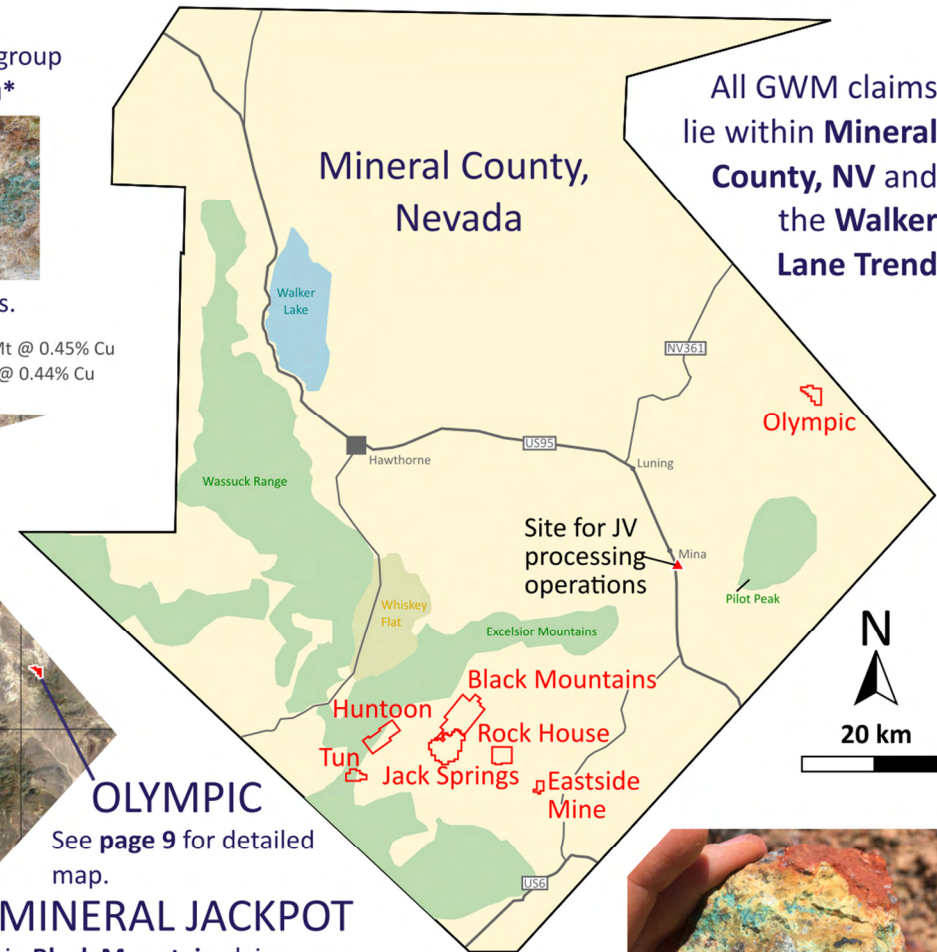 group
*
s.
Mt @ 0.45% Cu
@ 0.44% Cu
Mineral County,
Nevada
All GWM claims
lie within Mineral
County, NV and
the Walker
Lane Trend
Walker
Lake
NV361
Olympic
US95
Hawthorne
Luning
Wassuck Range
Site for JV
processing
operations
Mina
Pilot Peak
Whiskey
Flat
Excelsior Mountains
N
20 km
Black Mountains
Huntoon
Rock House
Tun
Jack Springs
Eastside
Mine
US6
OLYMPIC
See page 9 for detailed
map.
MINERAL JACKPOT